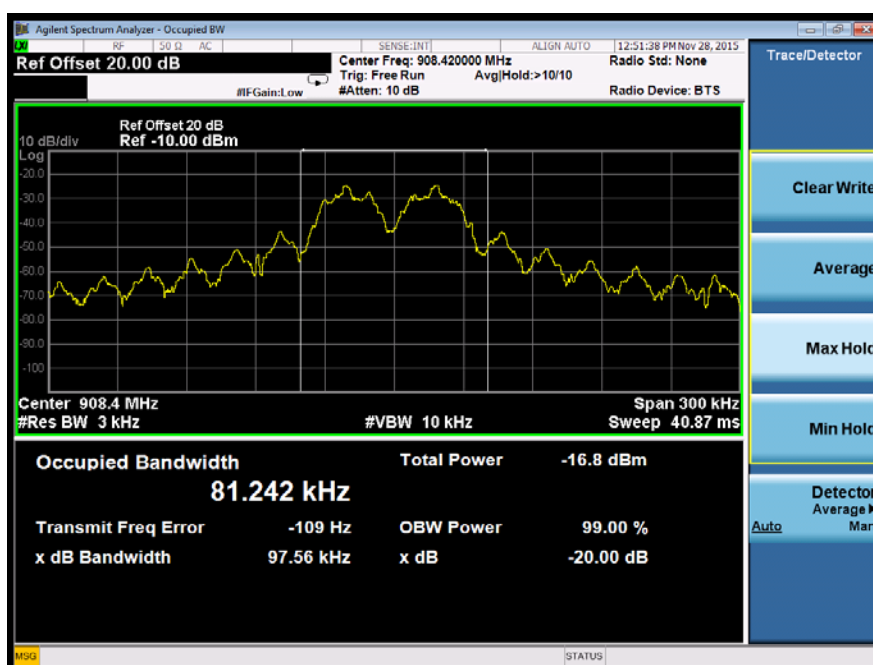 Agilent Spectrum Analyzer - Occupied BW
RF 50 Ω AC SENSE:INT ALIGN AUTO 12:51:38 PM Nov 28, 2015
Ref Offset 20.00 dB
Center Freq: 908.420000 MHz
Radio Std: None
Trig: Free Run Avg|Hold:>10/10
#IFGain:Low
#Atten: 10 dB
Radio Device: BTS
Ref Offset 20 dB
10 dB/div Ref -10.00 dBm
Log
-20.0
-30.0
-40.0
-50.0
-60.0
-70.0
-80.0
-90.0
-100
Center 908.4 MHz
Span 300 kHz
#Res BW 3 kHz
#VBW 10 kHz
Sweep 40.87 ms
Occupied Bandwidth
81.242 kHz
Total Power -16.8 dBm
Transmit Freq Error -109 Hz
OBW Power 99.00 %
x dB Bandwidth 97.56 kHz
x dB -20.00 dB
Trace/Detector
Clear Write
Average
Max Hold
Min Hold
Detector
Average
Auto Man
MSG
STATUS